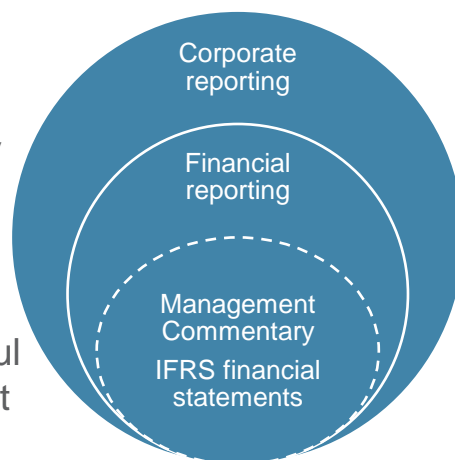 Corporate
reporting
Financial
reporting
Management
Commentary
IFRS financial
statements